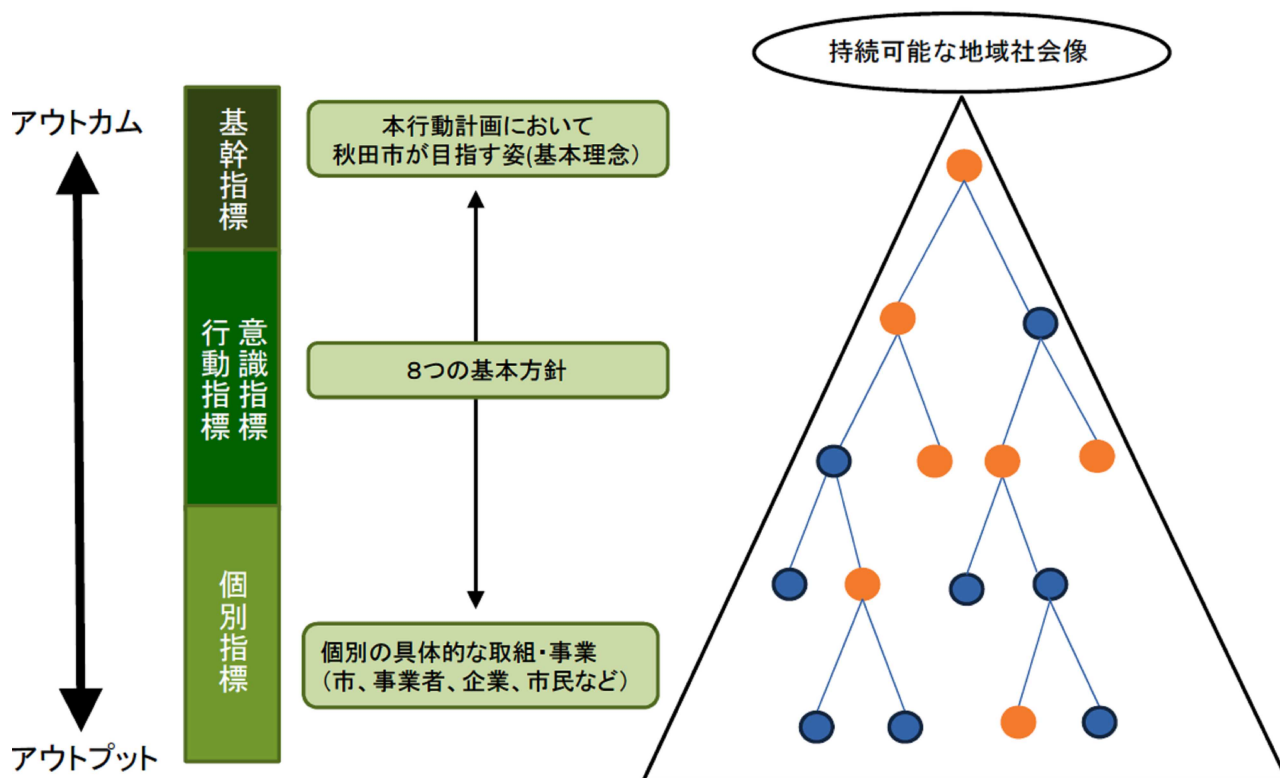 持続可能な地域社会像
アウトカム
基幹指標
本行動計画において
秋田市が目指す姿(基本理念）
意識指標
行動指標
８つの基本方針
個別指標
個別の具体的な取組・事業
（市、事業者、企業、市民など）
アウトプット